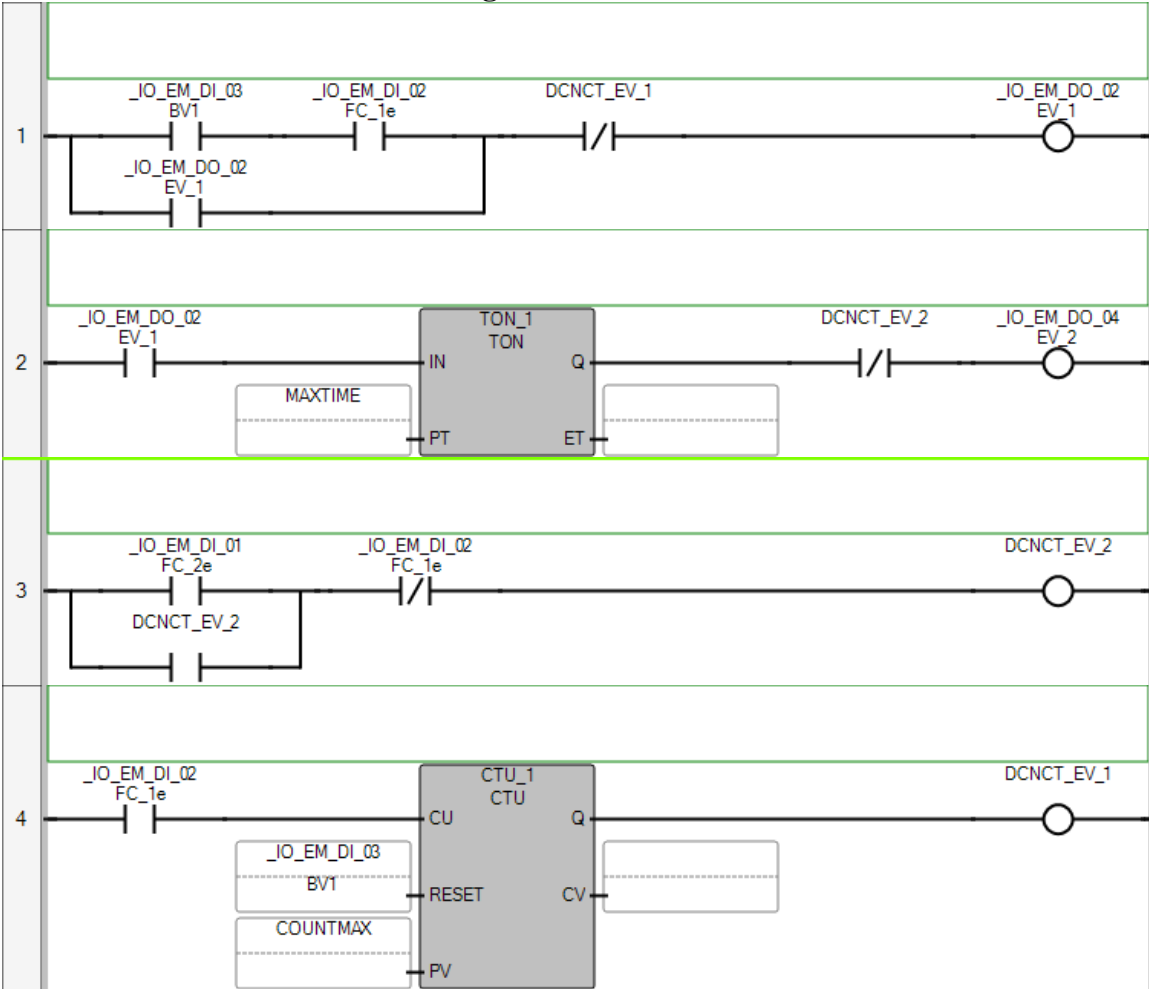 1
_IO_EM_DI_03 _IO_EM_DI_02 DCNCT_EV_1 _IO_EM_DO_02
BV1 FC_1e EV_1
_IO_EM_DO_02
EV_1
2
_IO_EM_DO_02 TON_1 DCNCT_EV_2 _IO_EM_DO_04
EV_1 TON EV_2
IN Q
MAXTIME
PT ET
3
_IO_EM_DI_01 _IO_EM_DI_02 DCNCT_EV_2
FC_2e FC_1e
DCNCT_EV_2
4
_IO_EM_DI_02 CTU_1 DCNCT_EV_1
FC_1e CTU
CU Q
_IO_EM_DI_03
BV1 RESET CV
COUNTMAX
PV